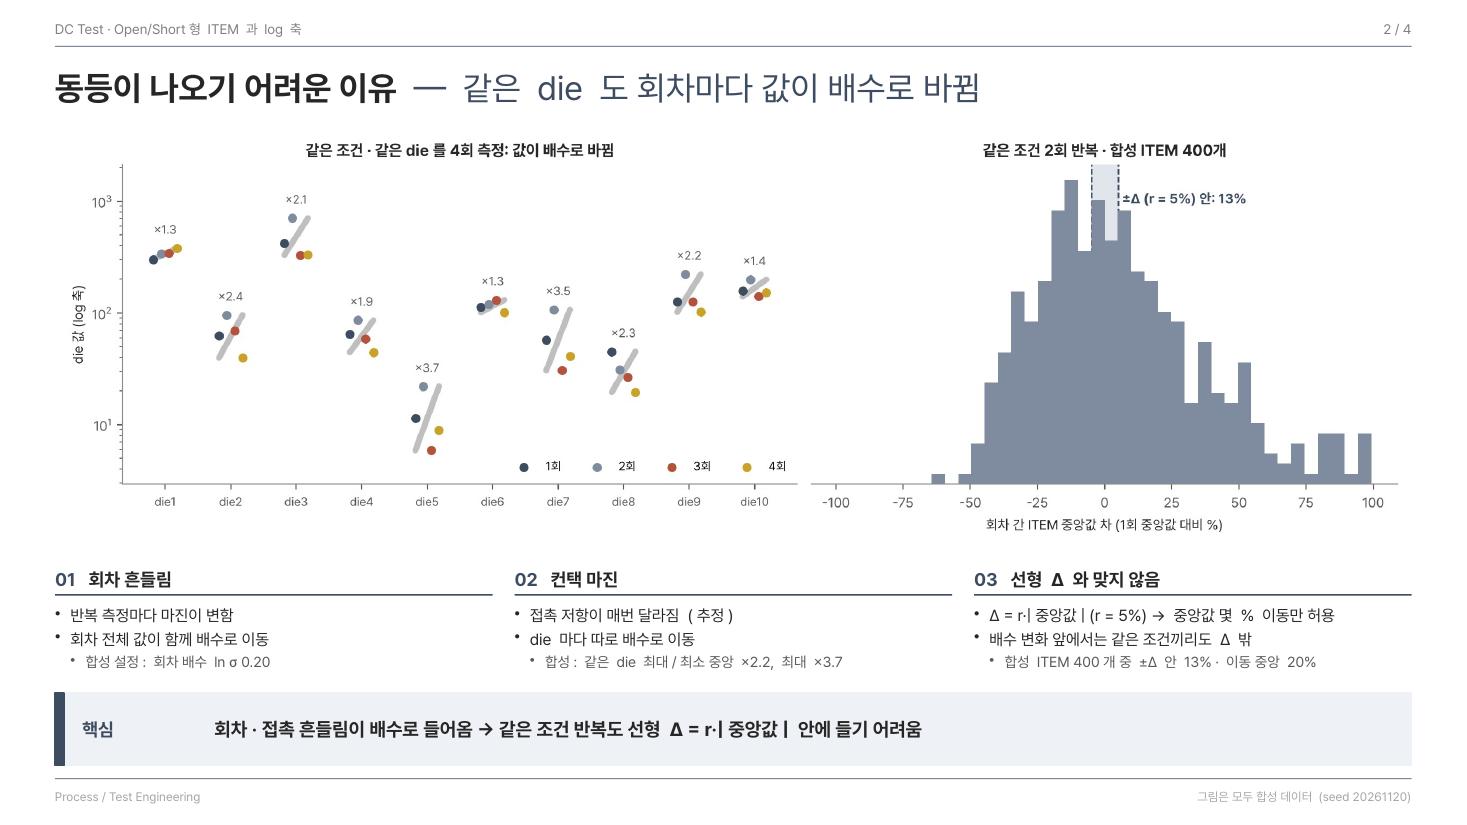 DC Test · Open/Short 형 ITEM 과 log 축
2 / 4
동등이 나오기 어려운 이유 — 같은 die 도 회차마다 값이 배수로 바뀜
같은 조건 · 같은 die 를 4회 측정: 값이 배수로 바뀜
die 값 (log 축)
10³
10²
10¹
×1.3
×2.4
×2.1
×1.9
×3.7
×1.3
×3.5
×2.3
×2.2
×1.4
1회 2회 3회 4회
die1 die2 die3 die4 die5 die6 die7 die8 die9 die10
같은 조건 2회 반복 · 합성 ITEM 400개
±Δ (r = 5%) 안: 13%
-100 -75 -50 -25 0 25 50 75 100
회차 간 ITEM 중앙값 차 (1회 중앙값 대비 %)
01 회차 흔들림
• 반복 측정마다 마진이 변함
• 회차 전체 값이 함께 배수로 이동
• 합성 설정 : 회차 배수 ln σ 0.20
02 컨택 마진
• 접촉 저항이 매번 달라짐 ( 추정 )
• die 마다 따로 배수로 이동
• 합성 : 같은 die 최대 / 최소 중앙 ×2.2, 최대 ×3.7
03 선형 Δ 와 맞지 않음
• Δ = r·| 중앙값 | (r = 5%) → 중앙값 몇 % 이동만 허용
• 배수 변화 앞에서는 같은 조건끼리도 Δ 밖
• 합성 ITEM 400 개 중 ±Δ 안 13% · 이동 중앙 20%
핵심 회차 · 접촉 흔들림이 배수로 들어옴 → 같은 조건 반복도 선형 Δ = r·| 중앙값 | 안에 들기 어려움
Process / Test Engineering
그림은 모두 합성 데이터 (seed 20261120)